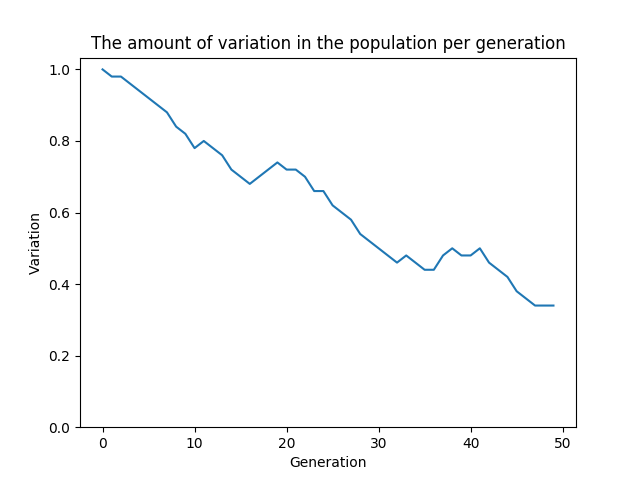 The amount of variation in the population per generation
1.0
0.8
0.6
0.4
0.2
0.0
Variation
0 10 20 30 40 50
Generation